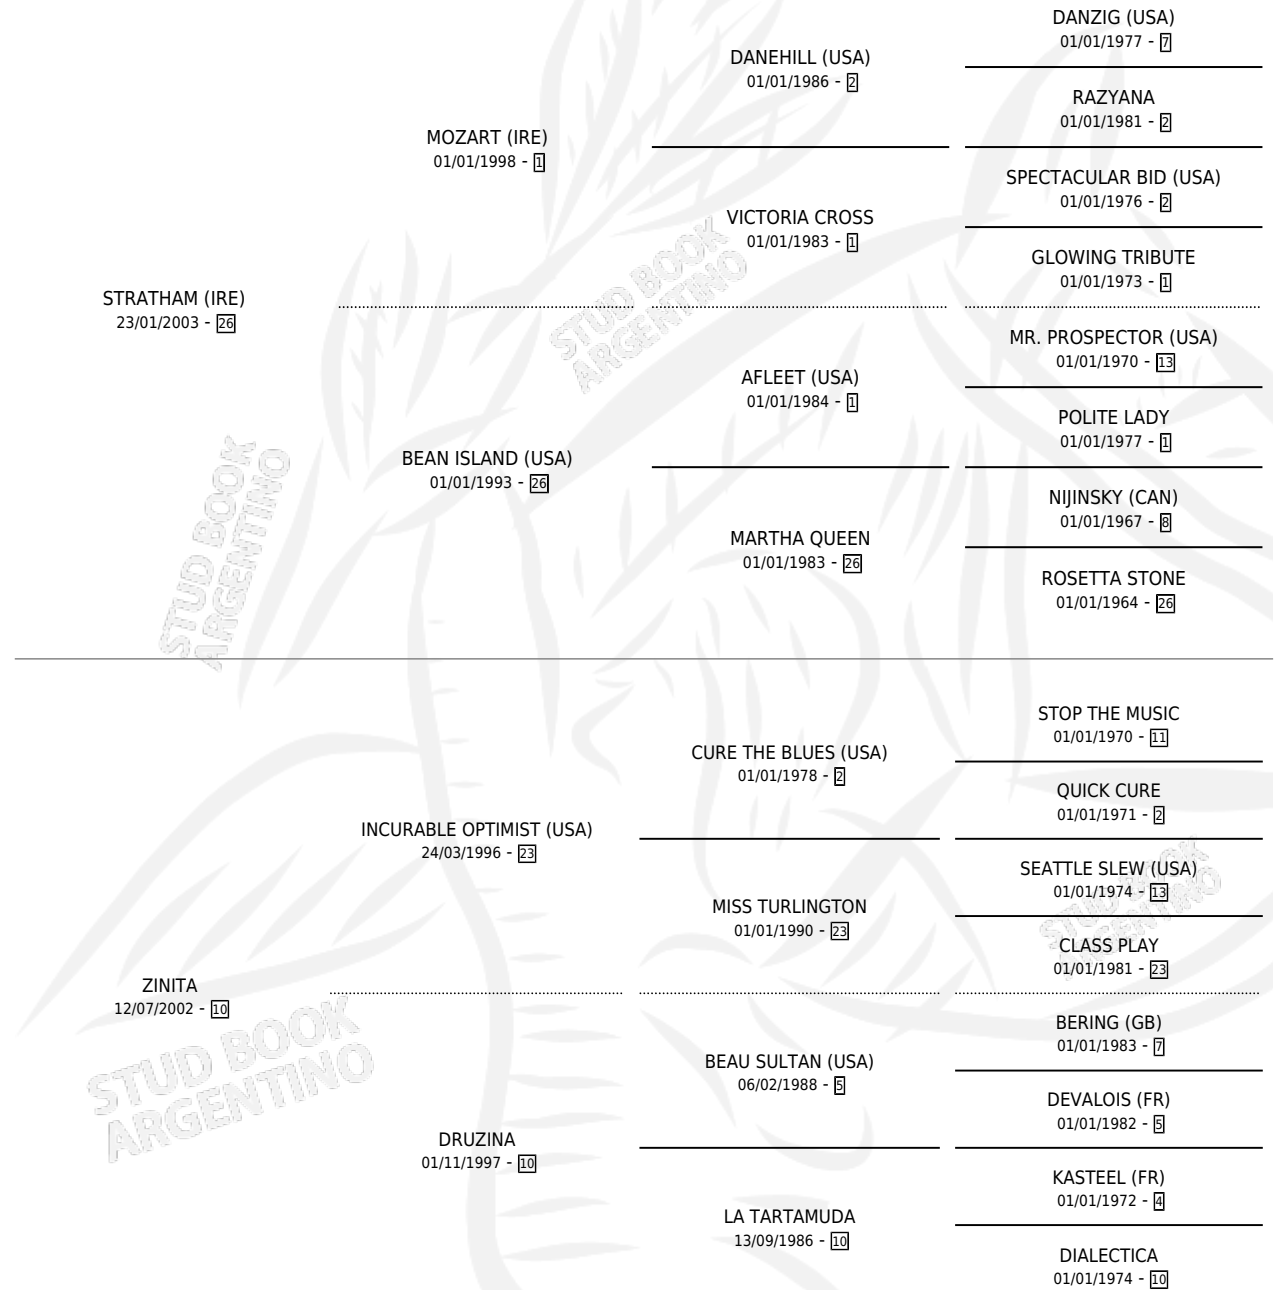 DANZIG (USA)
01/01/1977 - 7
DANEHILL (USA)
01/01/1986 - 2
RAZYANA
01/01/1981 - 2
MOZART (IRE)
01/01/1998 - 1
SPECTACULAR BID (USA)
01/01/1976 - 2
VICTORIA CROSS
01/01/1983 - 1
GLOWING TRIBUTE
01/01/1973 - 1
STUD BOOK
ARGENTINO
STRATHAM (IRE)
23/01/2003 - 26
MR. PROSPECTOR (USA)
01/01/1970 - 13
AFLEET (USA)
01/01/1984 - 1
POLITE LADY
01/01/1977 - 1
BEAN ISLAND (USA)
01/01/1993 - 26
NIJINSKY (CAN)
01/01/1967 - 8
MARTHA QUEEN
01/01/1983 - 26
ROSETTA STONE
01/01/1964 - 26
STUD BOOK
ARGENTINO
STOP THE MUSIC
01/01/1970 - 11
CURE THE BLUES (USA)
01/01/1978 - 2
QUICK CURE
01/01/1971 - 2
INCURABLE OPTIMIST (USA)
24/03/1996 - 23
SEATTLE SLEW (USA)
01/01/1974 - 13
MISS TURLINGTON
01/01/1990 - 23
STUD BOOK
ARGENTINO
CLASS PLAY
01/01/1981 - 23
ZINITA
12/07/2002 - 10
BERING (GB)
01/01/1983 - 7
BEAU SULTAN (USA)
06/02/1988 - 5
DEVALOIS (FR)
01/01/1982 - 5
STUD BOOK
ARGENTINO
DRUZINA
01/11/1997 - 10
KASTEEL (FR)
01/01/1972 - 4
LA TARTAMUDA
13/09/1986 - 10
DIALECTICA
01/01/1974 - 10